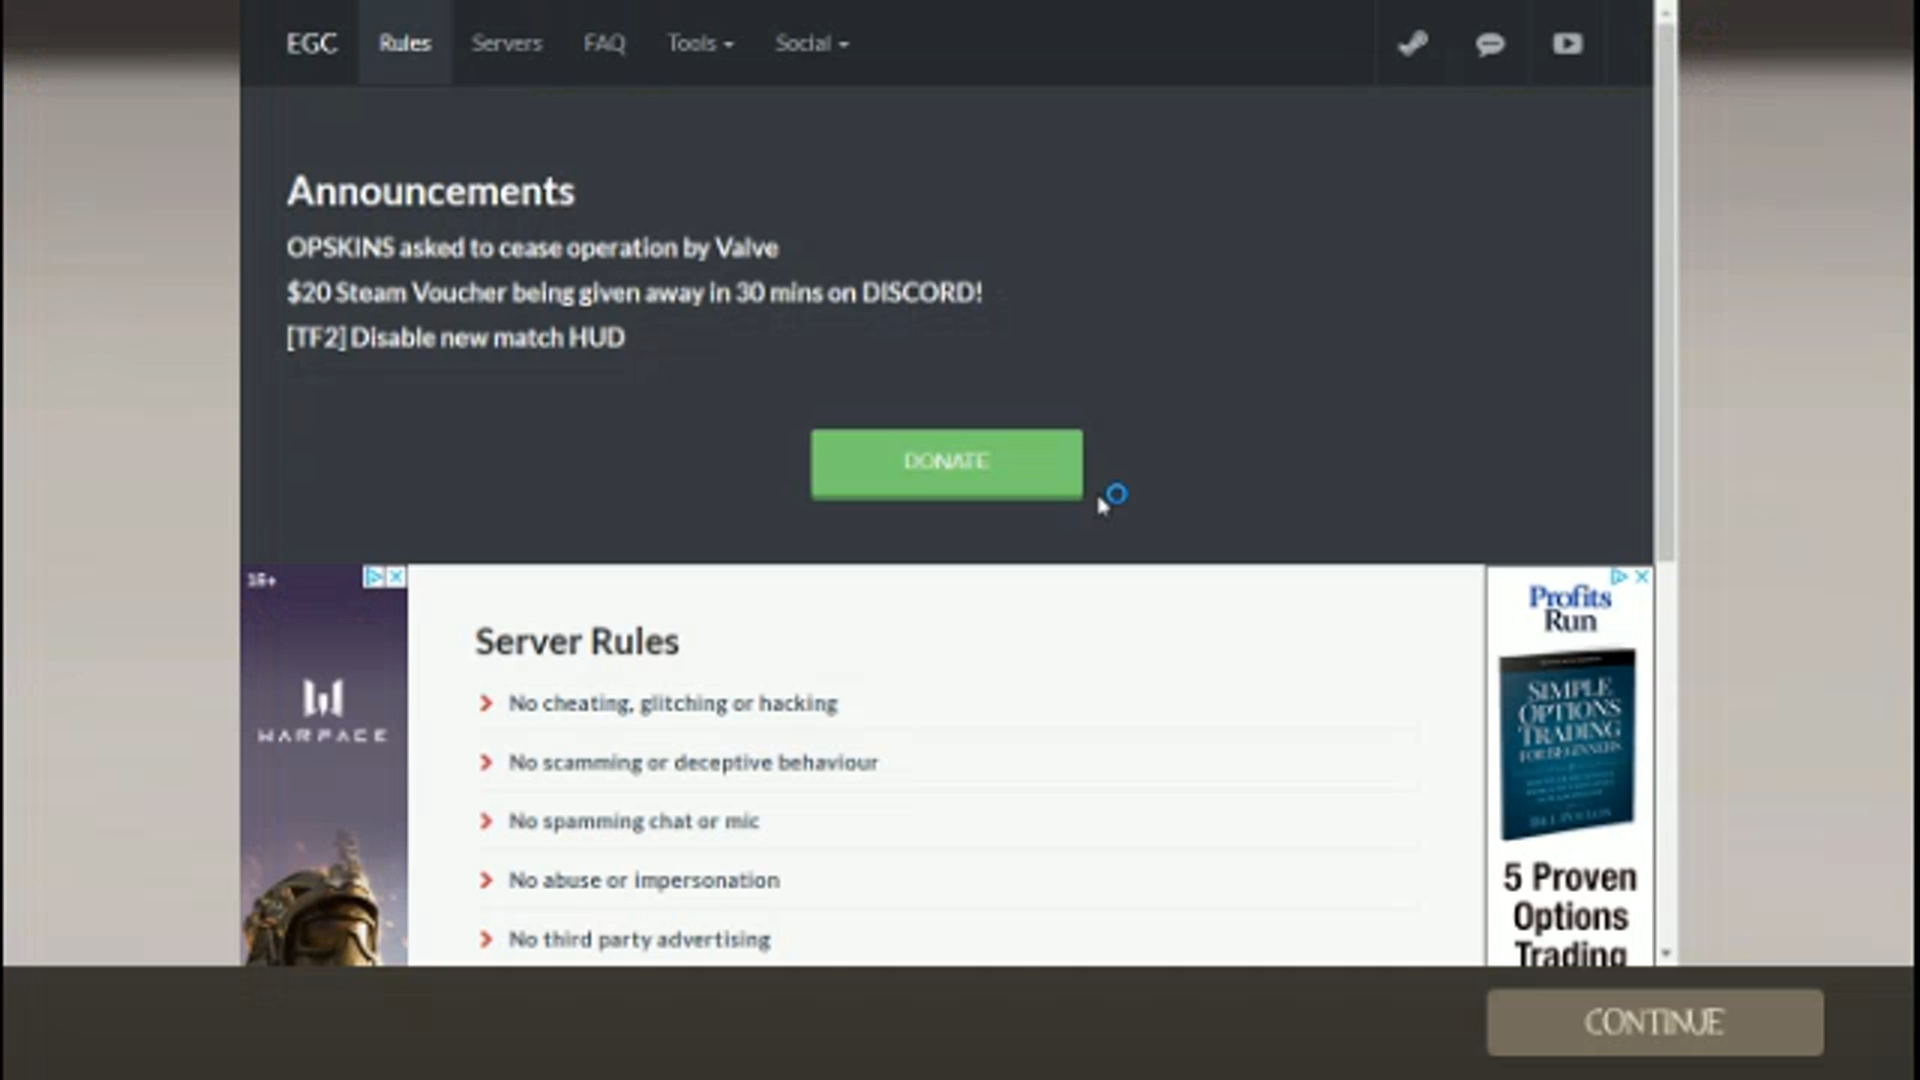 EGC Rules Servers FAQ Tools Social
Announcements
OPSKINS asked to cease operation by Valve
$20 Steam Voucher being given away in 30 mins on DISCORD!
[TF2] Disable new match HUD
DONATE
16+
WARFACE
Server Rules
No cheating, glitching or hacking
No scamming or deceptive behaviour
No spamming chat or mic
No abuse or impersonation
No third party advertising
Profits
Run
SIMPLE
OPTIONS
TRADING
FOR BEGINNERS
5 Proven
Options
Trading
CONTINUE